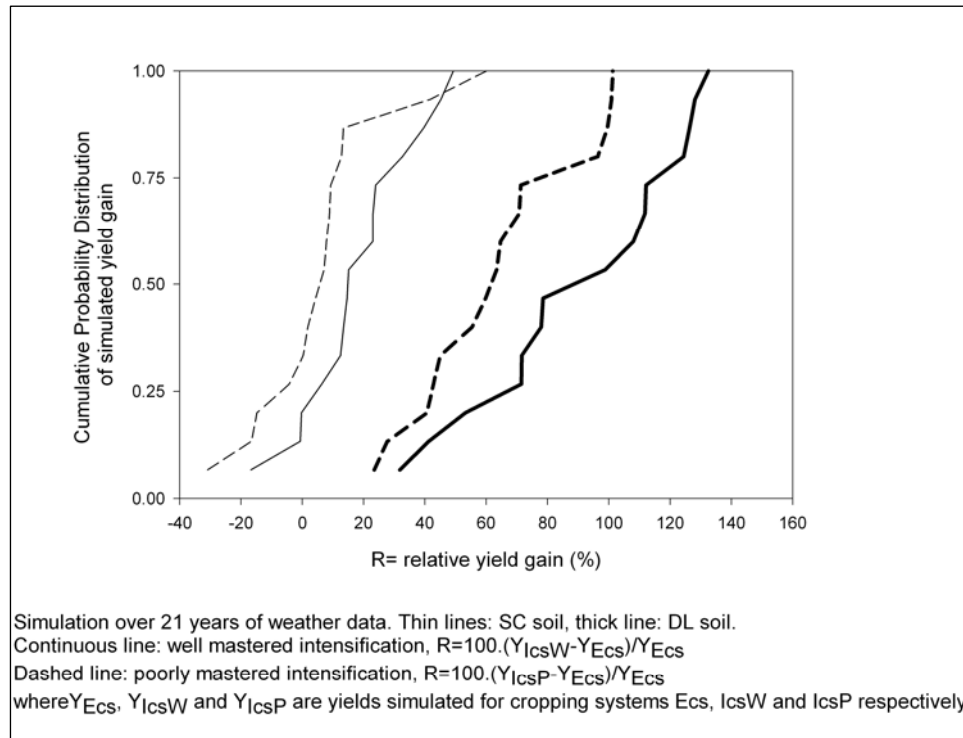 1.00
0.75
0.50
0.25
0.00
Cumulative Probability Distribution
of simulated yield gain
-40 -20 0 20 40 60 80 100 120 140 160
R= relative yield gain (%)
Simulation over 21 years of weather data. Thin lines: SC soil, thick line: DL soil.
Continuous line: well mastered intensification, R=100.(YIcsW-YEcs)/YEcs
Dashed line: poorly mastered intensification, R=100.(YIcsP-YEcs)/YEcs
whereYEcs, YIcsW and YIcsP are yields simulated for cropping systems Ecs, IcsW and IcsP respectively